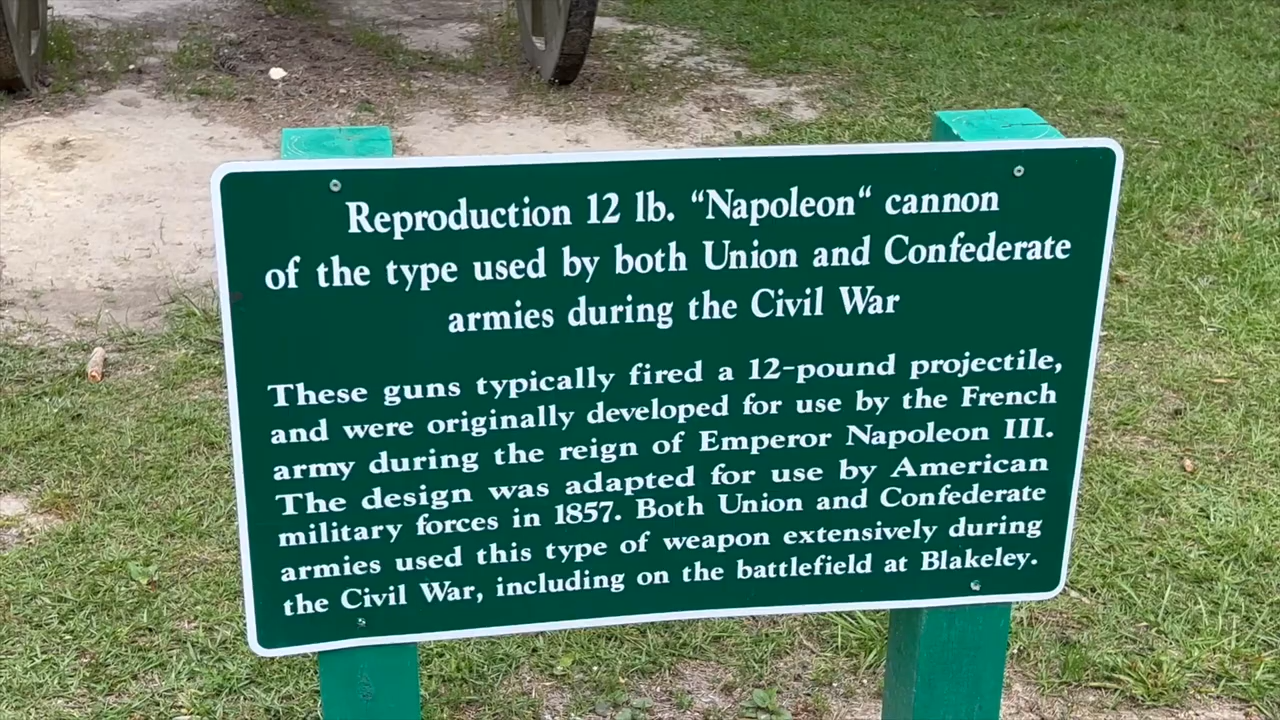 Reproduction 12 lb. “Napoleon“ cannon
of the type used by both Union and Confederate
armies during the Civil War
These guns typically fired a 12-pound projectile,
and were originally developed for use by the French
army during the reign of Emperor Napoleon III.
The design was adapted for use by American
military forces in 1857. Both Union and Confederate
armies used this type of weapon extensively during
the Civil War, including on the battlefield at Blakeley.